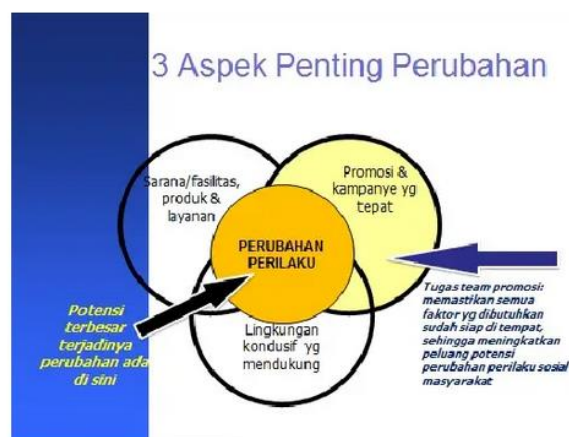 3 Aspek Penting Perubahan
Sarana/fasilitas,
produk &
layanan
Promosi &
kampanye yg
tepat
PERUBAHAN
PERILAKU
Lingkungan
kondusif yg
mendukung
Potensi
terbesar
terjadinya
perubahan ada
di sini
Tugas team promosi:
memastikan semua
faktor yg dibutuhkan
sudah siap di tempat,
sehingga meningkatkan
peluang potensi
perubahan perilaku sosial
masyarakat